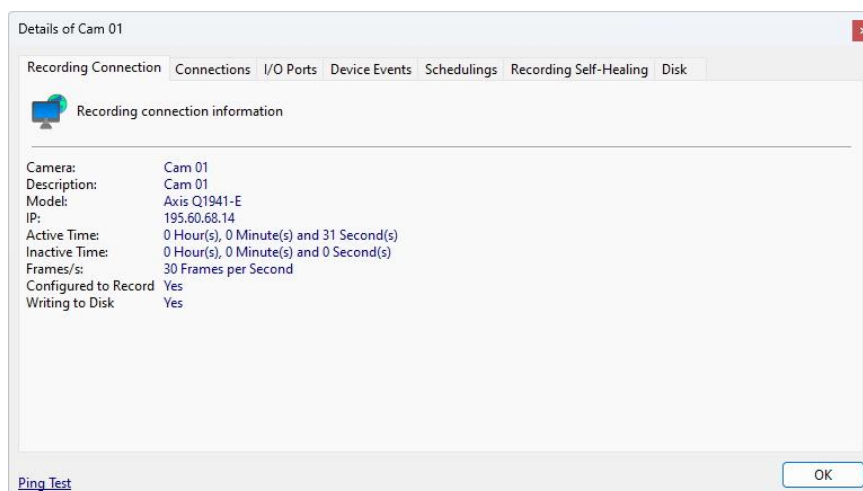 Details of Cam 01
Recording Connection Connections I/O Ports Device Events Schedulings Recording Self-Healing Disk
Recording connection information
Camera: Cam 01
Description: Cam 01
Model: Axis Q1941-E
IP: 195.60.68.14
Active Time: 0 Hour(s), 0 Minute(s) and 31 Second(s)
Inactive Time: 0 Hour(s), 0 Minute(s) and 0 Second(s)
Frames/s: 30 Frames per Second
Configured to Record Yes
Writing to Disk Yes
Ping Test
OK